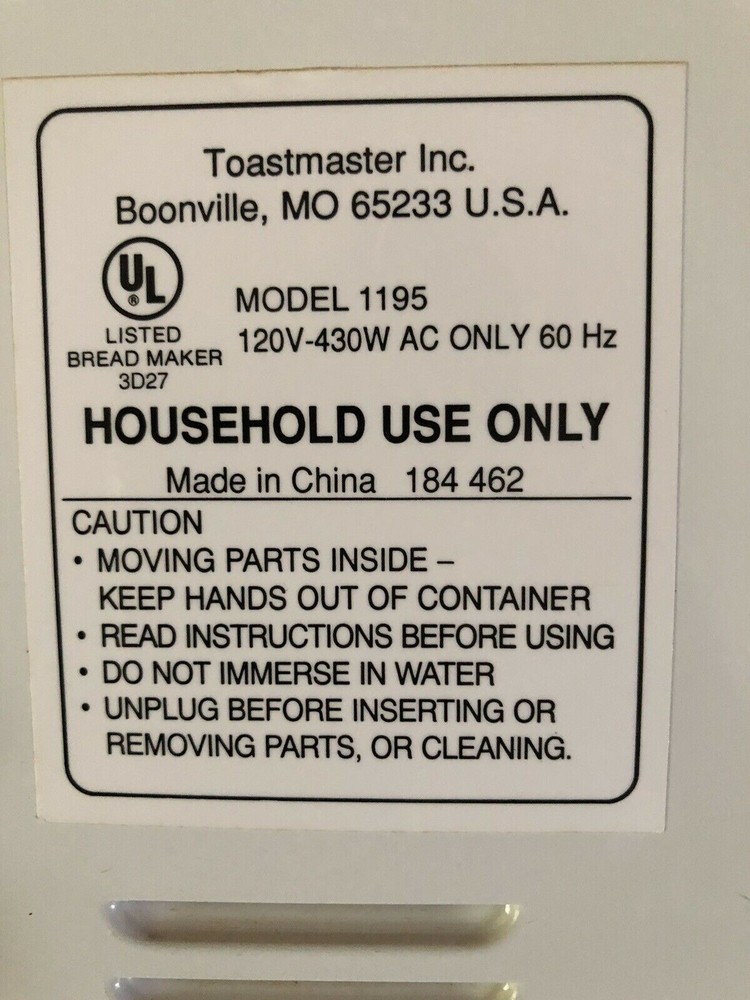 Toastmaster Inc.
Boonville, MO 65233 U.S.A.
UL
®
LISTED
BREAD MAKER
3D27
MODEL 1195
120V-430W AC ONLY 60 Hz
HOUSEHOLD USE ONLY
Made in China 184 462
CAUTION
• MOVING PARTS INSIDE –
KEEP HANDS OUT OF CONTAINER
• READ INSTRUCTIONS BEFORE USING
• DO NOT IMMERSE IN WATER
• UNPLUG BEFORE INSERTING OR
REMOVING PARTS, OR CLEANING.